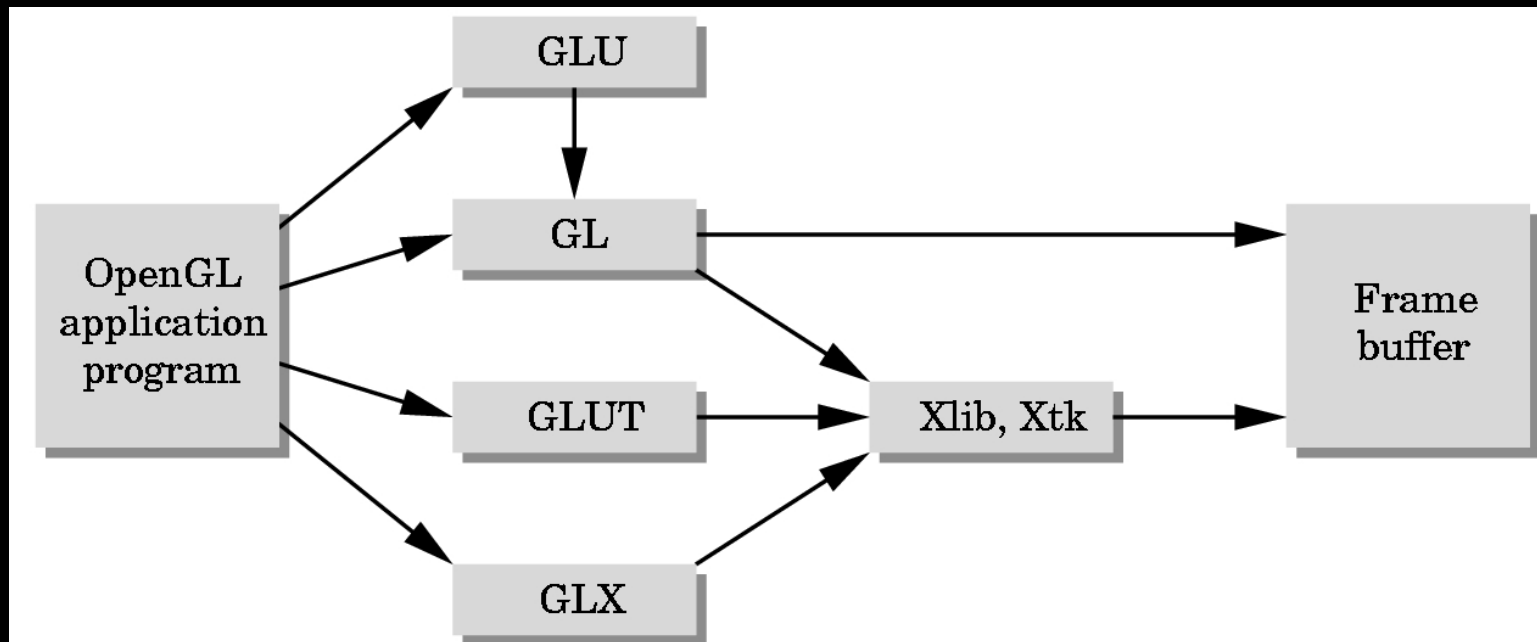 GLU
OpenGL
application
program
GL
GLUT
GLX
Xlib, Xtk
Frame
buffer